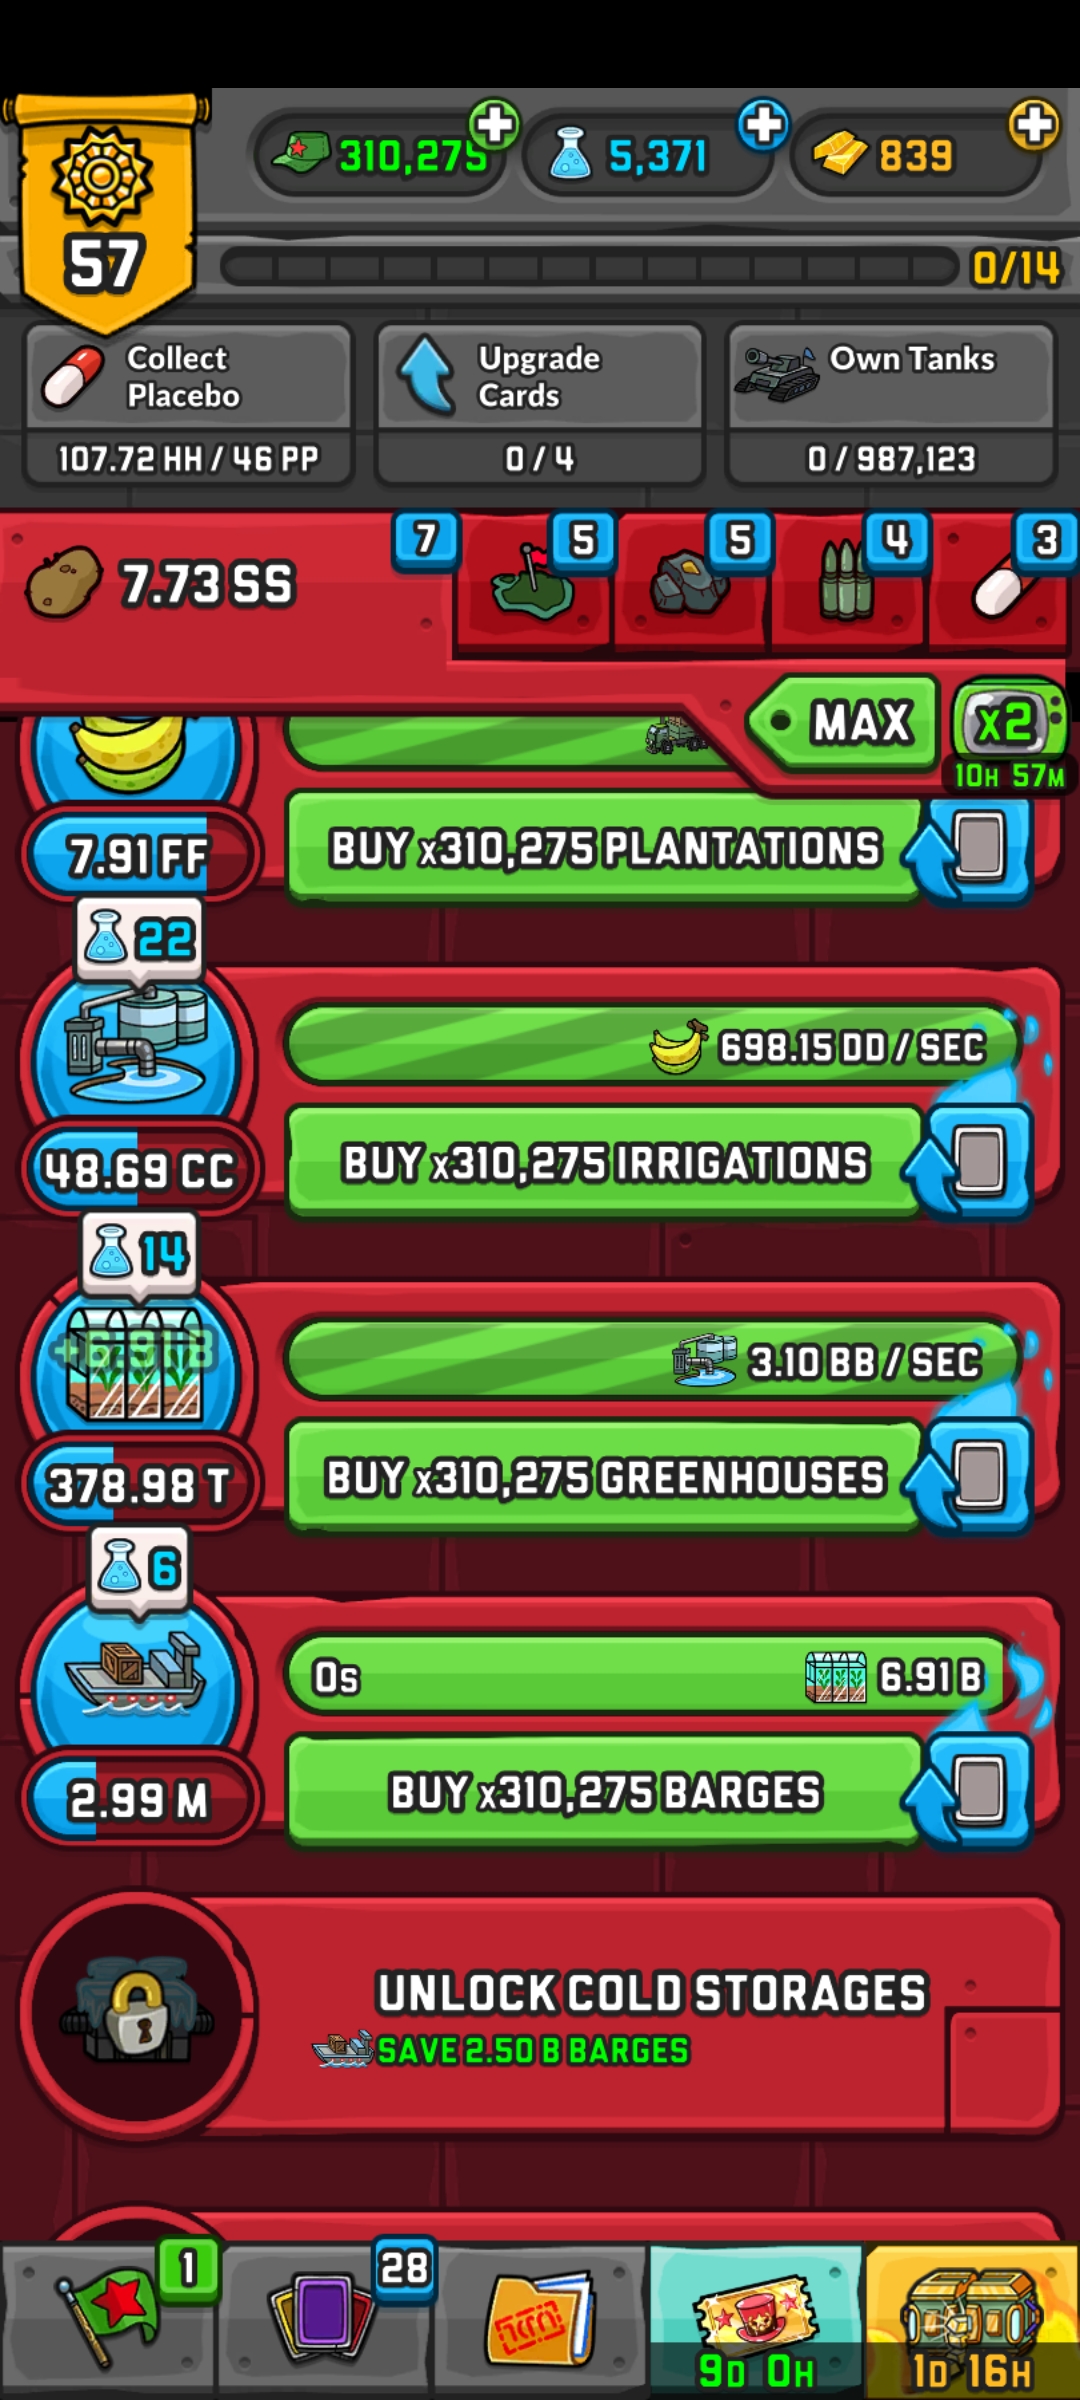 310,275
5,371
839
57
0/14
Collect
Placebo
Upgrade
Cards
Own Tanks
107.72 HH / 46 PP
0 / 4
0 / 987,123
7.73 SS
7
5
5
4
3
MAX
x2
10H 57M
7.91 FF
BUY x310,275 PLANTATIONS
22
698.15 DD / SEC
48.69 CC
BUY x310,275 IRRIGATIONS
14
+6.91 B
3.10 BB / SEC
378.98 T
BUY x310,275 GREENHOUSES
6
0s
6.91 B
2.99 M
BUY x310,275 BARGES
UNLOCK COLD STORAGES
SAVE 2.50 B BARGES
1
28
9D 0H
1D 16H